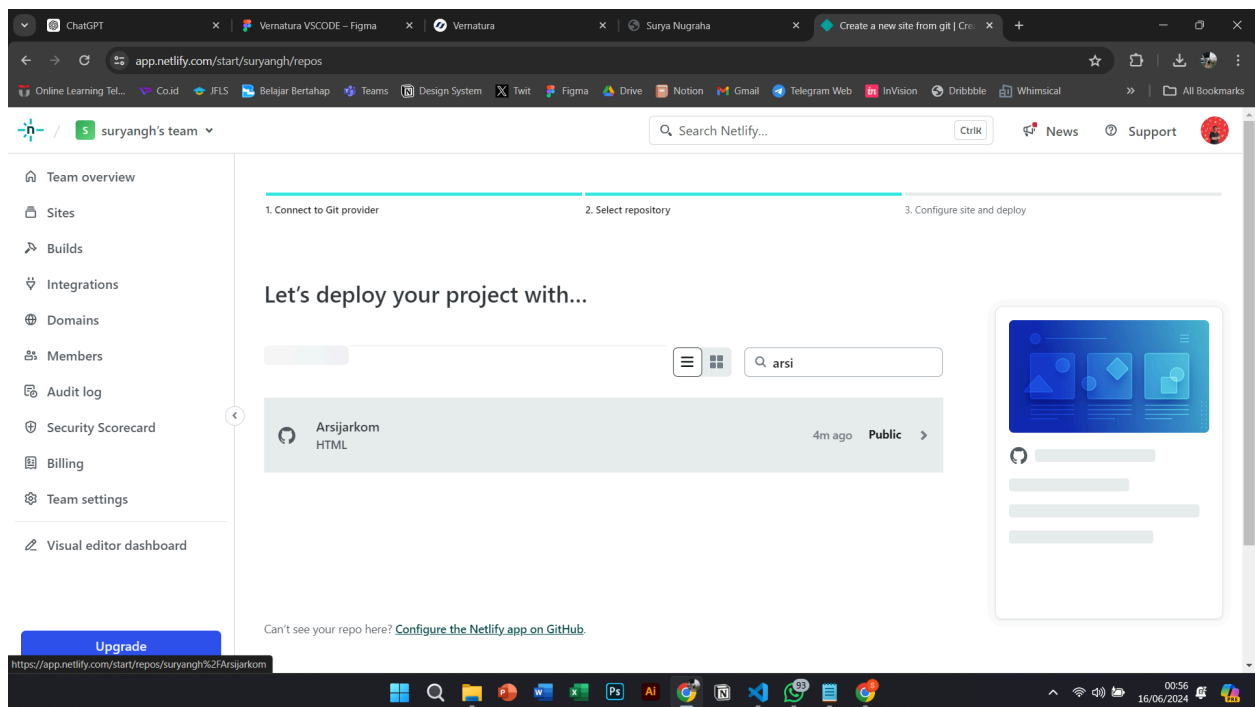 ChatGPT
Vernatura VSCODE – Figma
Vernatura
Surya Nugraha
Create a new site from git | Cre
app.netlify.com/start/suryangh/repos
Online Learning Tel...
Co.id
JFLS
Belajar Bertahap
Teams
Design System
Twit
Figma
Drive
Notion
Gmail
Telegram Web
InVision
Dribbble
Whimsical
All Bookmarks
S suryangh's team
Search Netlify...
Ctrl K
News
Support
Team overview
Sites
Builds
Integrations
Domains
Members
Audit log
Security Scorecard
Billing
Team settings
Visual editor dashboard
Upgrade
1. Connect to Git provider
2. Select repository
3. Configure site and deploy
Let's deploy your project with...
arsi
Arsijarkom
HTML
4m ago Public
Can't see your repo here? Configure the Netlify app on GitHub.
https://app.netlify.com/start/repos/suryangh%2FArsijarkom
93
00:56
16/06/2024